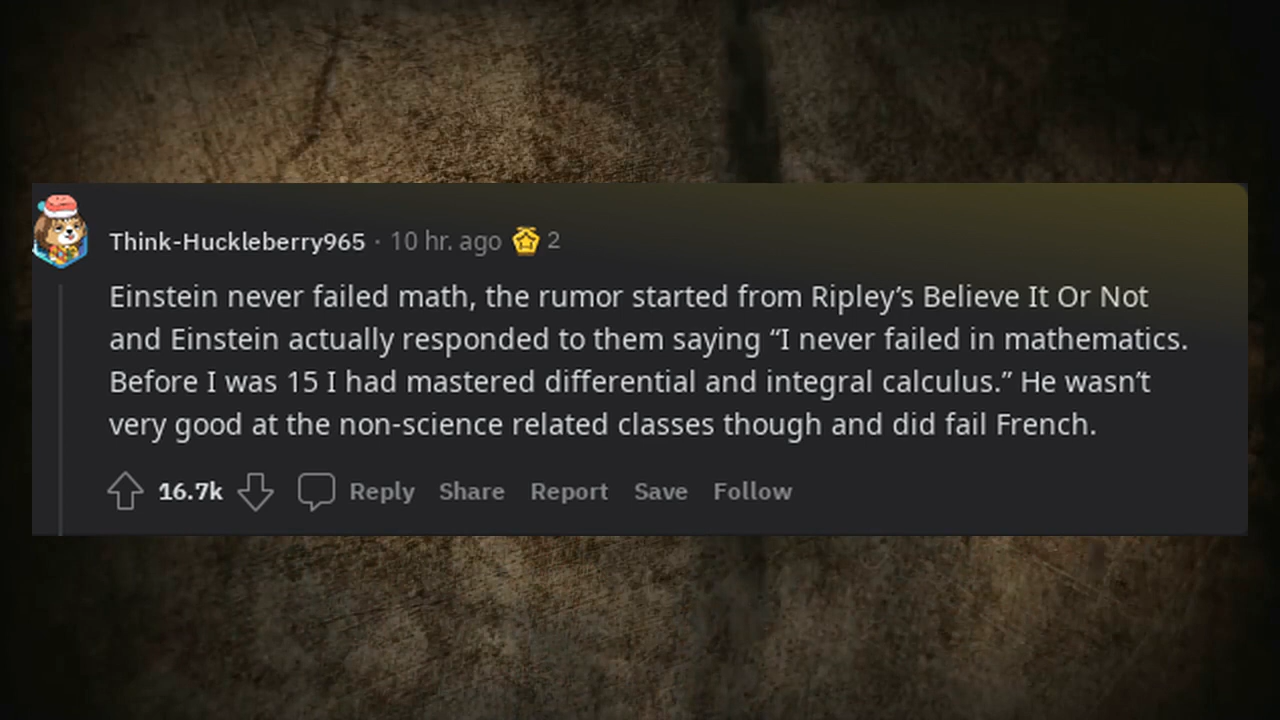 Think-Huckleberry965 · 10 hr. ago 2
Einstein never failed math, the rumor started from Ripley’s Believe It Or Not
and Einstein actually responded to them saying “I never failed in mathematics.
Before I was 15 I had mastered differential and integral calculus.” He wasn’t
very good at the non-science related classes though and did fail French.
16.7k Reply Share Report Save Follow